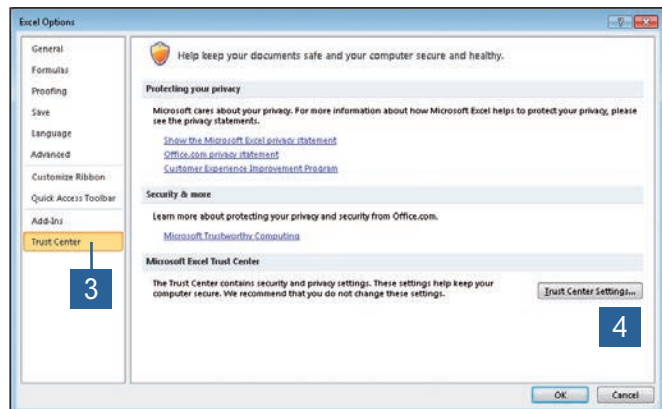 Excel Options
General
Formulas
Proofing
Save
Language
Advanced
Customize Ribbon
Quick Access Toolbar
Add-Ins
Trust Center
3
Help keep your documents safe and your computer secure and healthy.
Protecting your privacy
Microsoft cares about your privacy. For more information about how Microsoft Excel helps to protect your privacy, please
see the privacy statements.
Show the Microsoft Excel privacy statement
Office.com privacy statement
Customer Experience Improvement Program
Security & more
Learn more about protecting your privacy and security from Office.com.
Microsoft Trustworthy Computing
Microsoft Excel Trust Center
The Trust Center contains security and privacy settings. These settings help keep your
computer secure. We recommend that you do not change these settings.
Trust Center Settings...
4
OK
Cancel